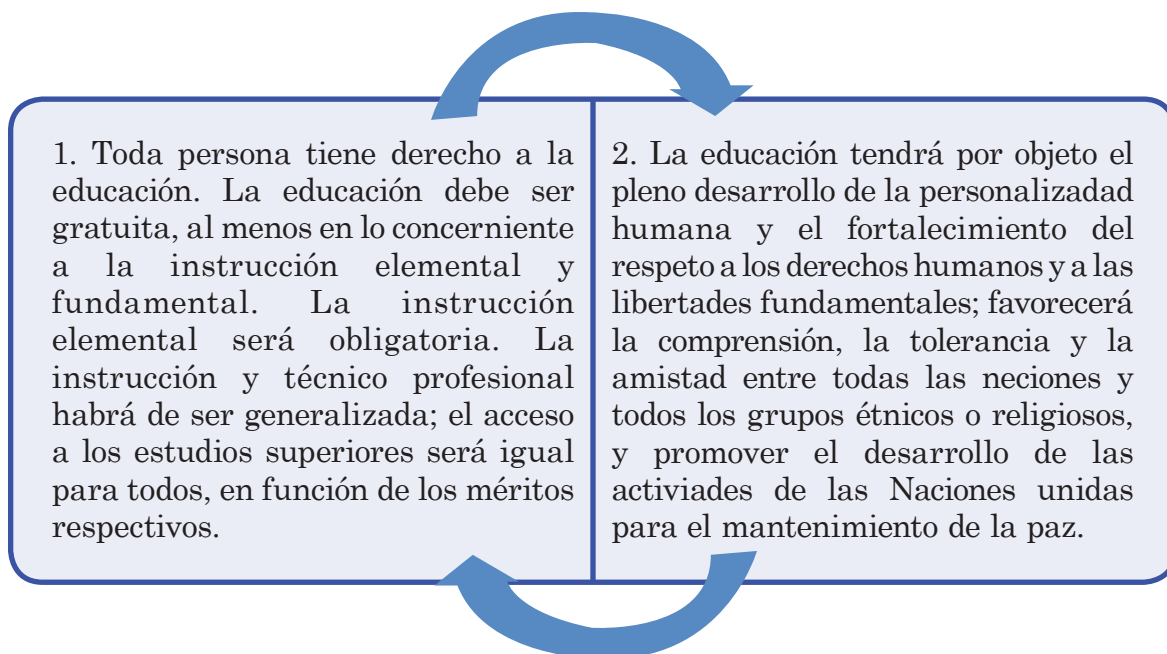 1. Toda persona tiene derecho a la
educación. La educación debe ser
gratuita, al menos en lo concerniente
a la instrucción elemental y
fundamental. La instrucción
elemental será obligatoria. La
instrucción y técnico profesional
habrá de ser generalizada; el acceso
a los estudios superiores será igual
para todos, en función de los méritos
respectivos.
2. La educación tendrá por objeto el
pleno desarrollo de la personalizadad
humana y el fortalecimiento del
respeto a los derechos humanos y a las
libertades fundamentales; favorecerá
la comprensión, la tolerancia y la
amistad entre todas las neciones y
todos los grupos étnicos o religiosos,
y promover el desarrollo de las
activiades de las Naciones unidas
para el mantenimiento de la paz.